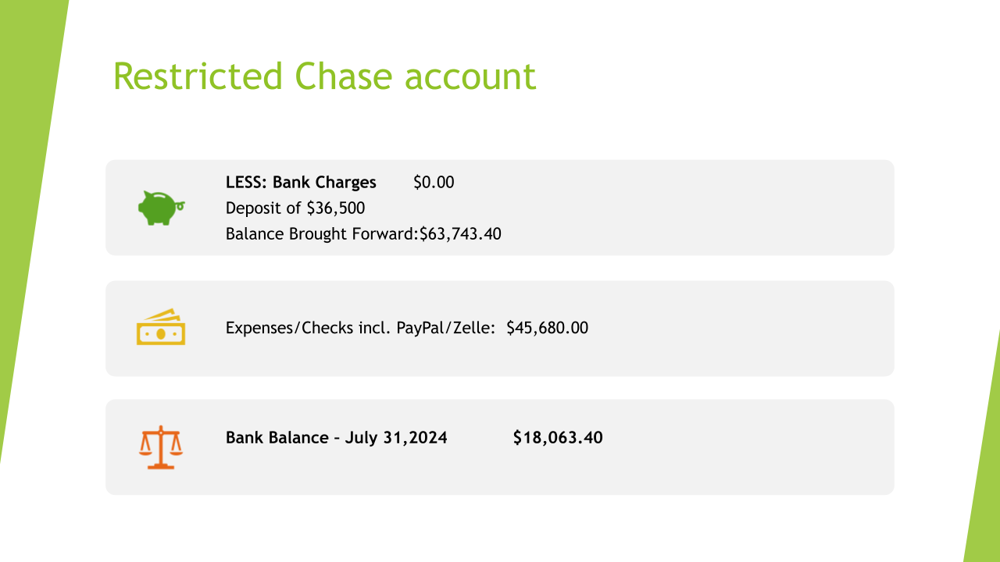 Restricted Chase account
LESS: Bank Charges $0.00
Deposit of $36,500
Balance Brought Forward:$63,743.40
Expenses/Checks incl. PayPal/Zelle: $45,680.00
Bank Balance – July 31,2024 $18,063.40